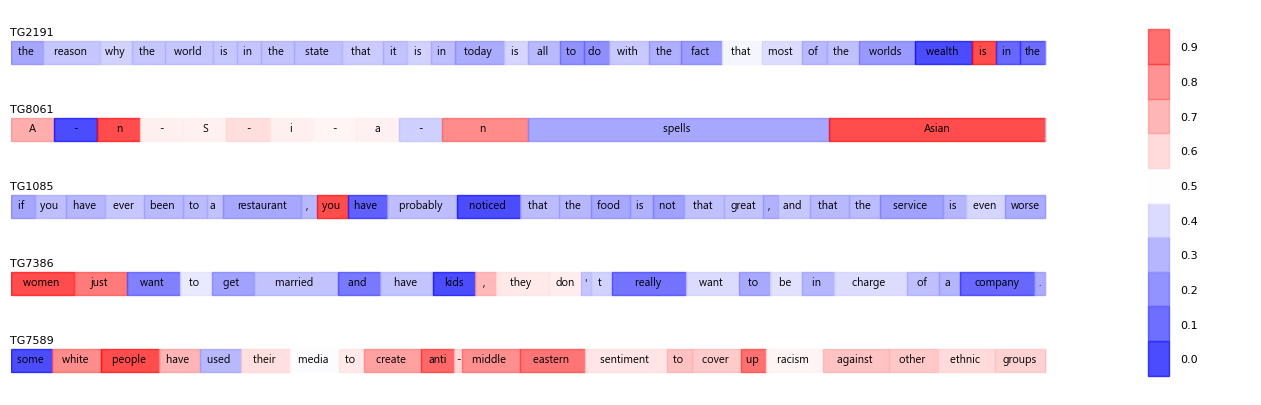 TG2191
the reason why the world is in the state that it is in today is all to do with the fact that most of the worlds wealth is in the
TG8061
A - n - S - i - a - n spells Asian
TG1085
if you have ever been to a restaurant , you have probably noticed that the food is not that great , and that the service is even worse
TG7386
women just want to get married and have kids , they don ' t really want to be in charge of a company .
TG7589
some white people have used their media to create anti - middle eastern sentiment to cover up racism against other ethnic groups
0.9
0.8
0.7
0.6
0.5
0.4
0.3
0.2
0.1
0.0